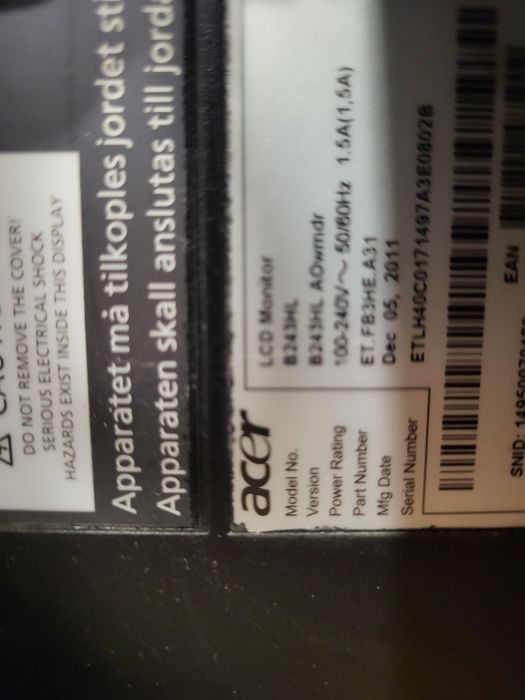 DO NOT REMOVE THE COVER!
SERIOUS ELECTRICAL SHOCK
HAZARDS EXIST INSIDE THIS DISPLAY
Apparatet må tilkoples jordet
Apparaten skall anslutas till
acer
LCD Monitor
Model No. B243HL
Version B243HL AOwmdr
Power Rating 100-240V~ 50/60Hz 1.5A(1,5A)
Part Number ET.FB3HE.A31
Mfg Date Dec 05, 2011
Serial Number ETLH40C0171497A3E08028
EAN
SNID: